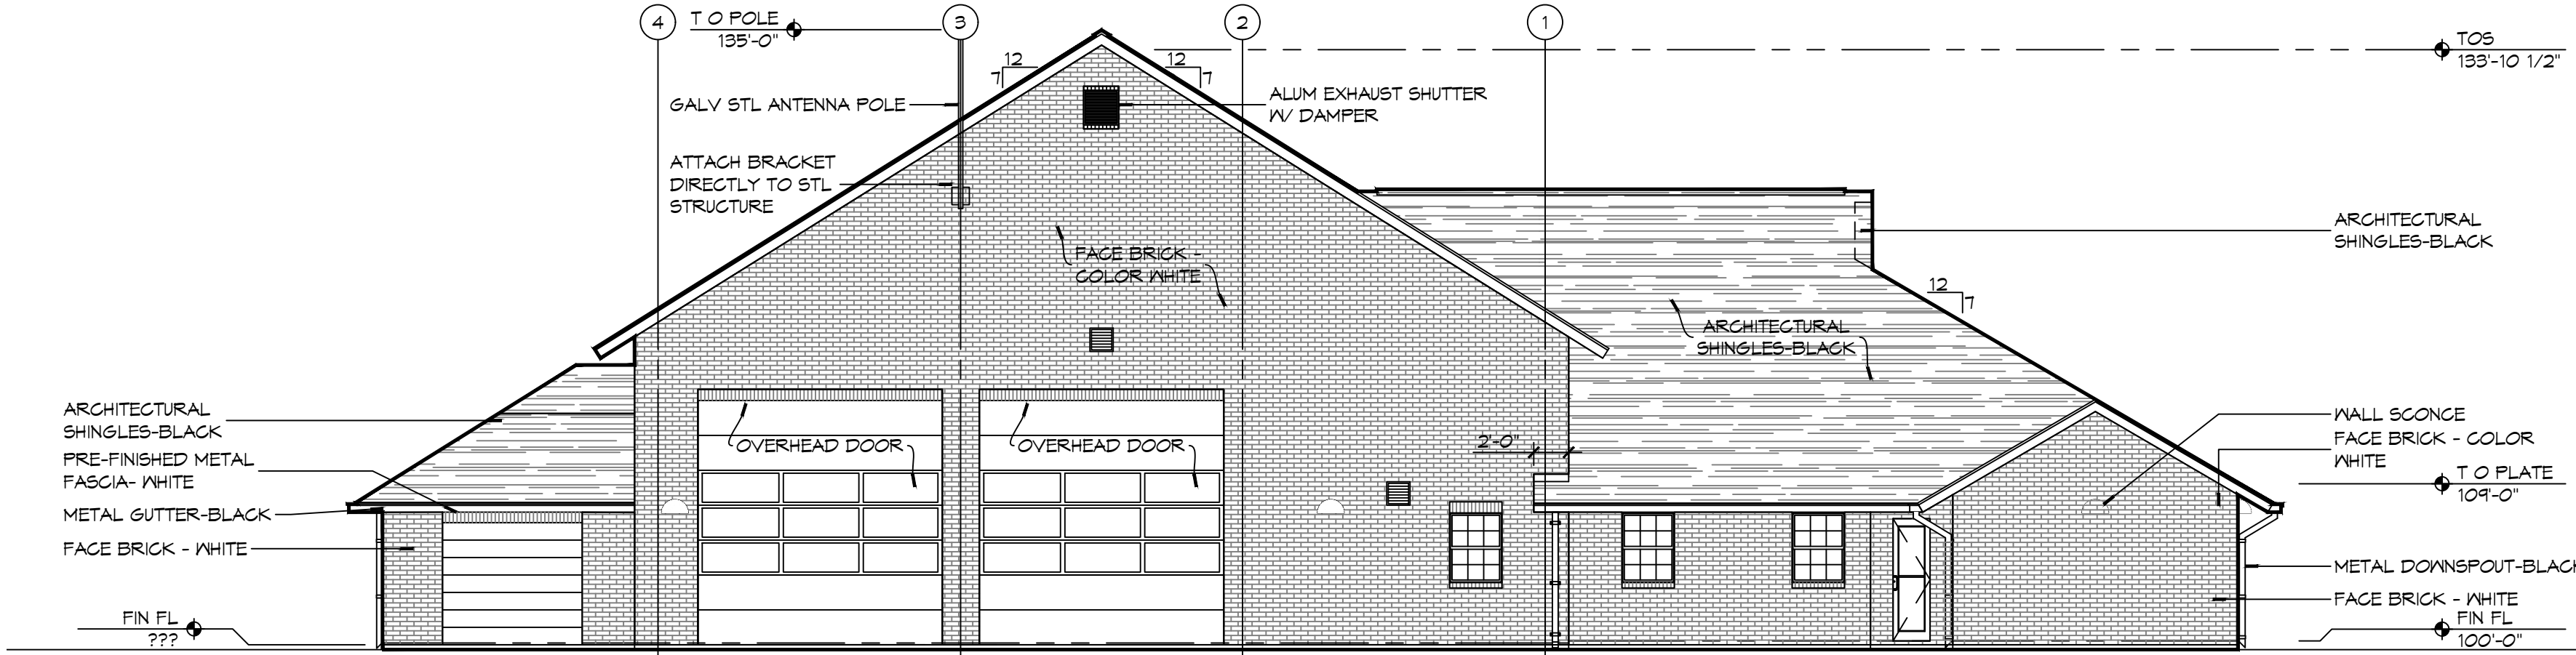 4
T O POLE
135'-0"
3
2
1
TOS
133'-10 1/2"
12
7
12
7
GALV STL ANTENNA POLE
ALUM EXHAUST SHUTTER
W/ DAMPER
ATTACH BRACKET
DIRECTLY TO STL
STRUCTURE
FACE BRICK -
COLOR WHITE
ARCHITECTURAL
SHINGLES-BLACK
12
7
ARCHITECTURAL
SHINGLES-BLACK
ARCHITECTURAL
SHINGLES-BLACK
PRE-FINISHED METAL
FASCIA- WHITE
METAL GUTTER-BLACK
FACE BRICK - WHITE
OVERHEAD DOOR
OVERHEAD DOOR
2'-0"
WALL SCONCE
FACE BRICK - COLOR
WHITE
T O PLATE
109'-0"
METAL DOWNSPOUT-BLACK
FACE BRICK - WHITE
FIN FL
???
FIN FL
100'-0"